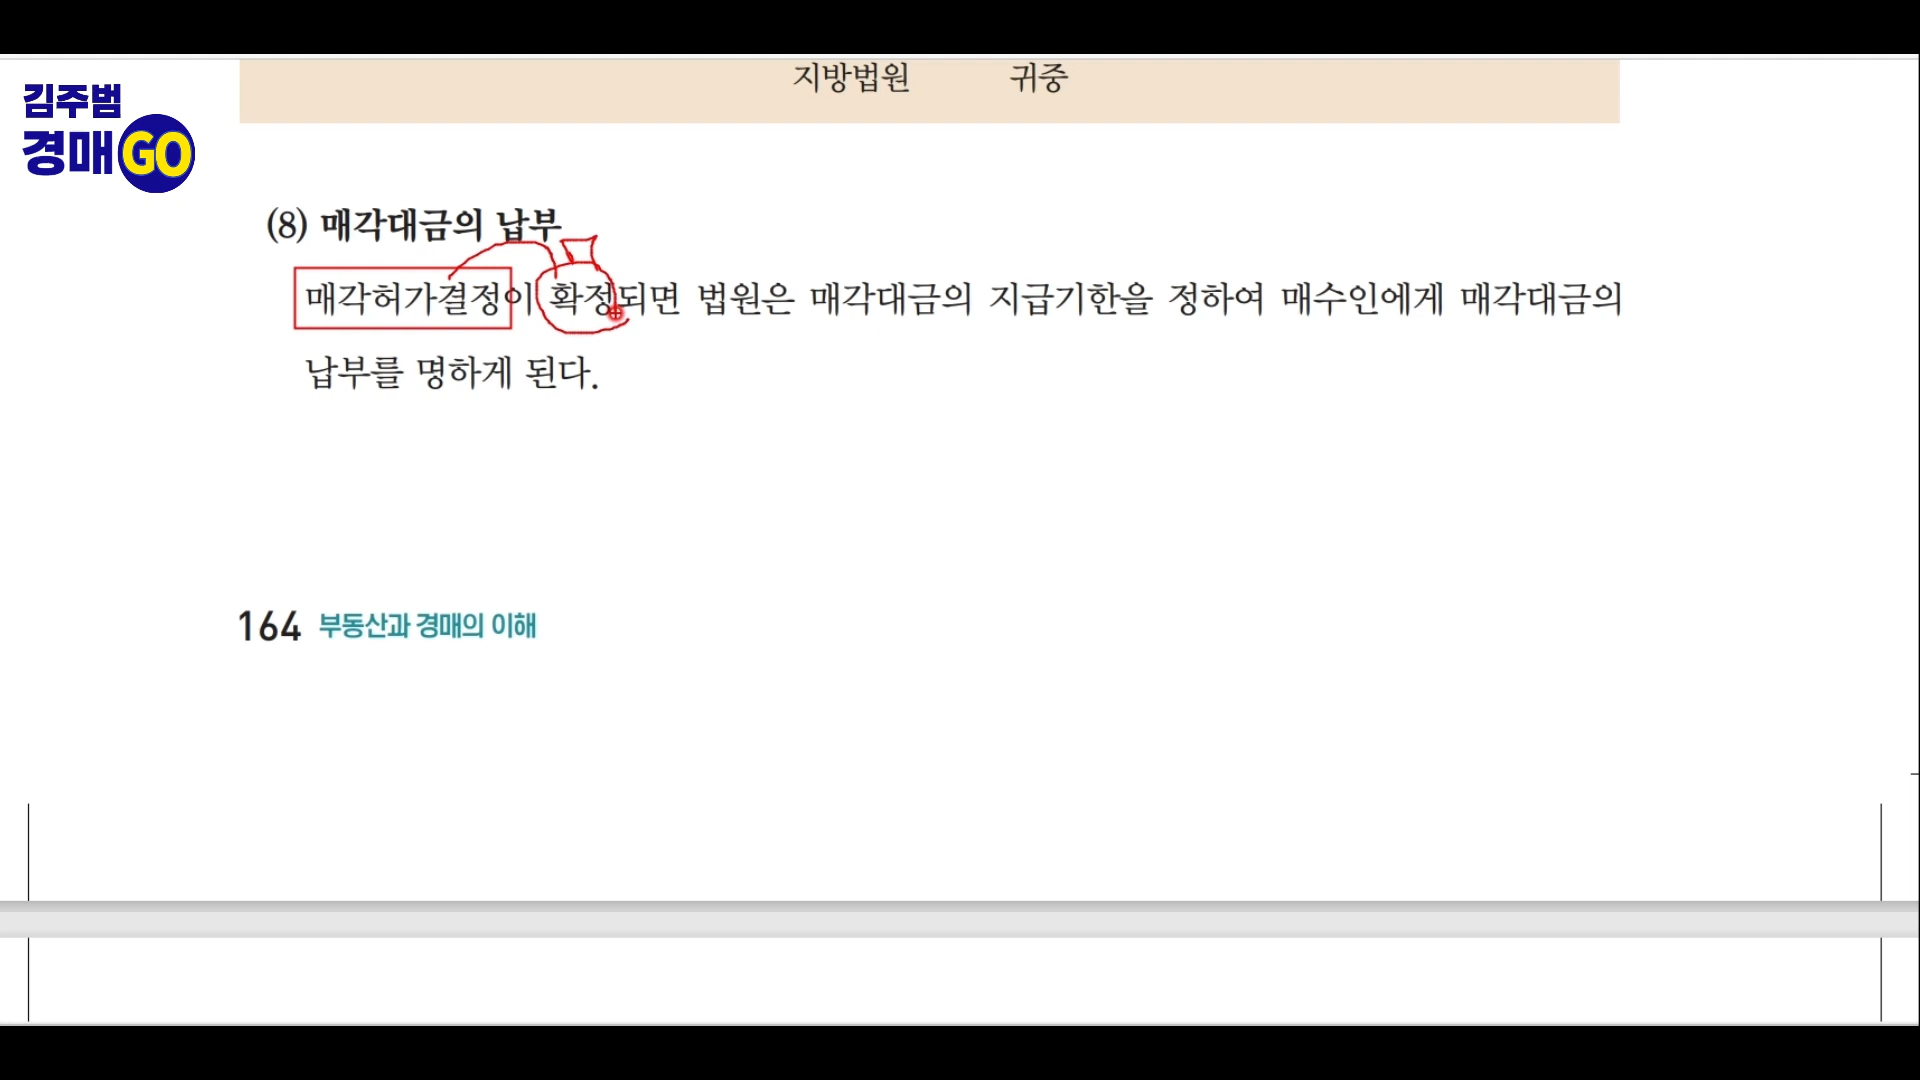 지방법원 귀중
김주범
경매GO
(8) 매각대금의 납부
매각허가결정이 확정되면 법원은 매각대금의 지급기한을 정하여 매수인에게 매각대금의
납부를 명하게 된다.
164 부동산과 경매의 이해